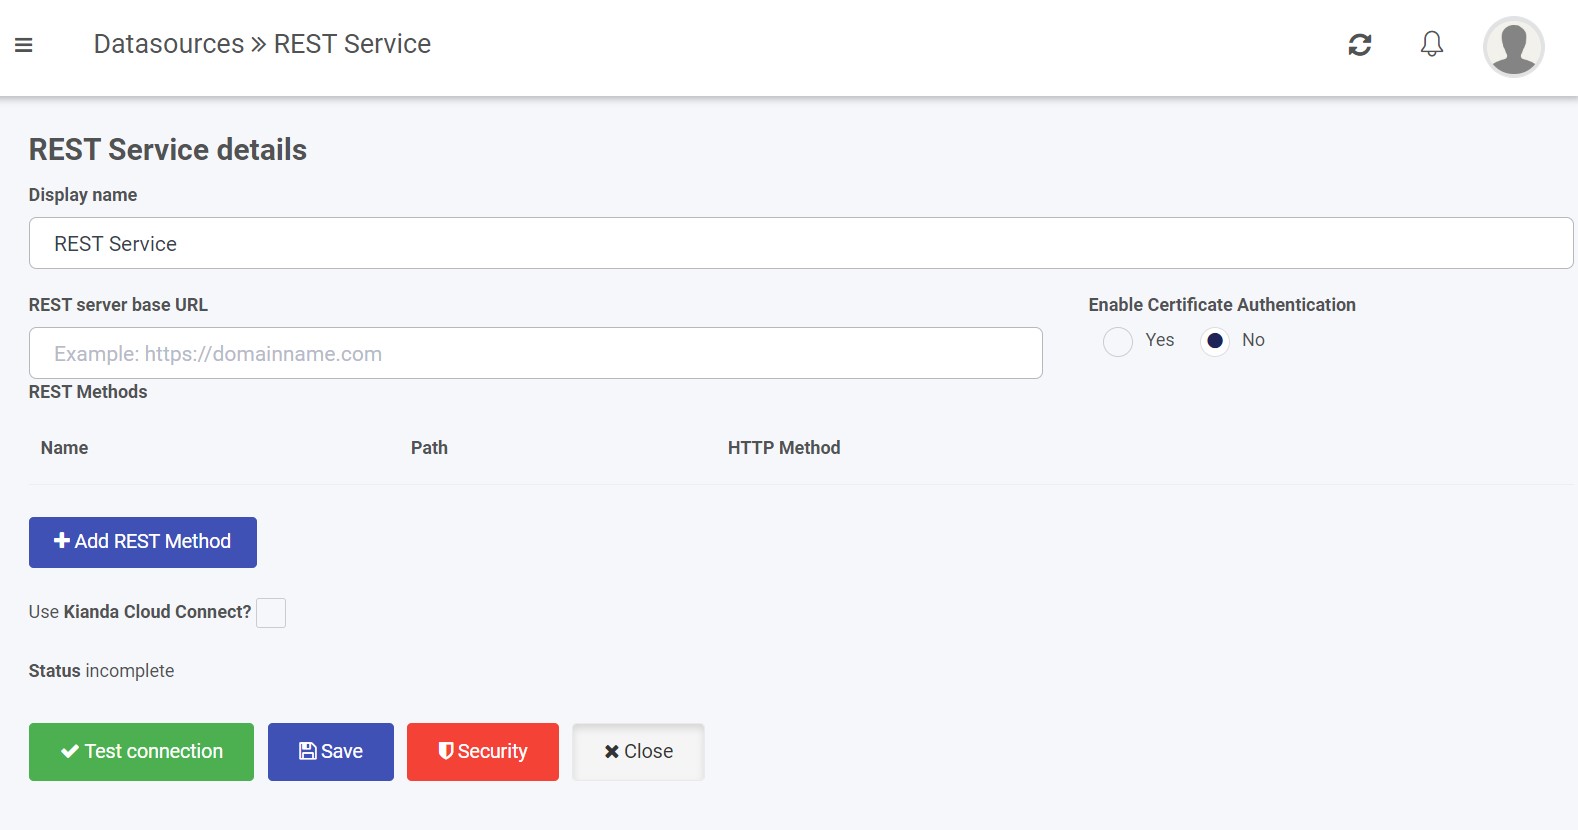 Datasources » REST Service
REST Service details
Display name
REST Service
REST server base URL
Enable Certificate Authentication
Example: https://domainname.com
Yes
No
REST Methods
Name
Path
HTTP Method
Add REST Method
Use Kianda Cloud Connect?
Status incomplete
Test connection
Save
Security
Close